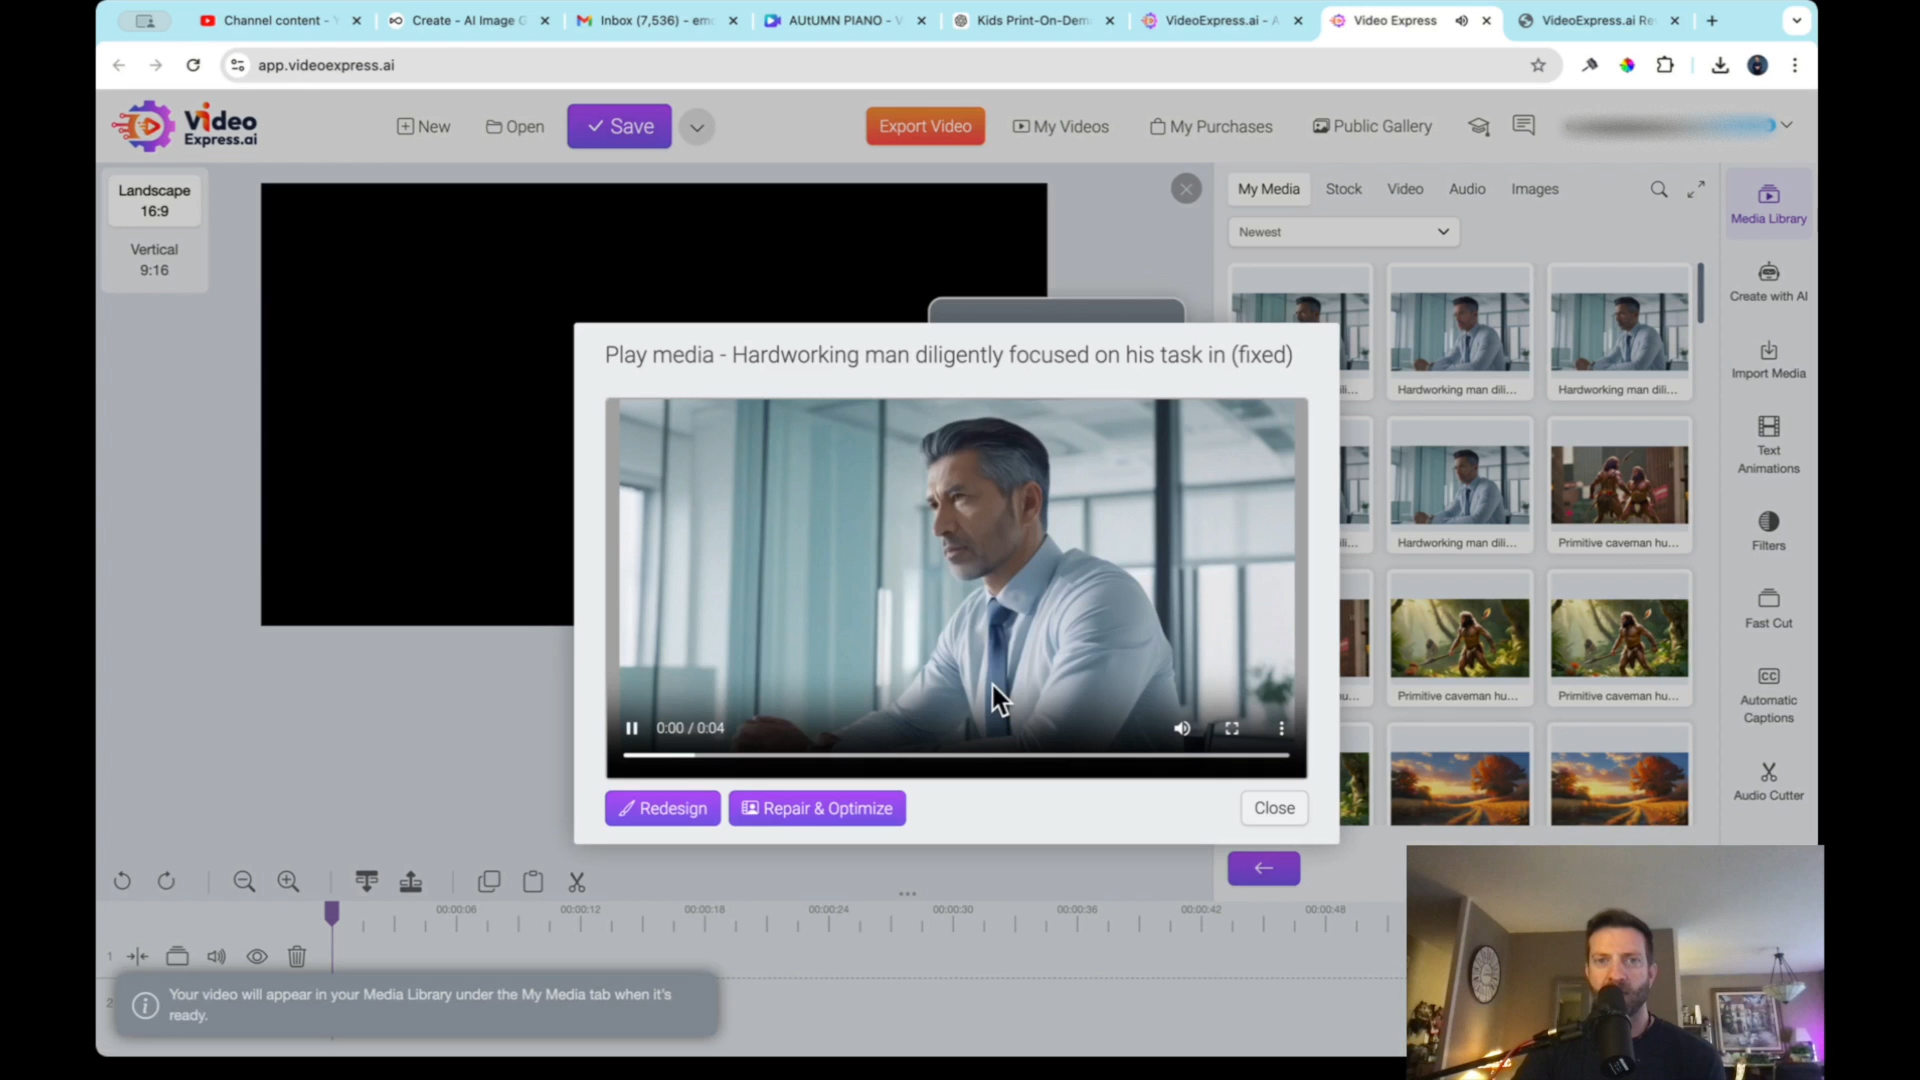 Channel content -
Create - AI Image G
Inbox (7,536) - emc
AUtUMN PIANO - V
Kids Print-On-Dem
VideoExpress.ai - A
Video Express
VideoExpress.ai Re
app.videoexpress.ai
Video
Express.ai
New
Open
Save
Export Video
My Videos
My Purchases
Public Gallery
Landscape
16:9
Vertical
9:16
My Media
Stock
Video
Audio
Images
Newest
Media Library
Create with AI
Import Media
Text
Animations
Filters
Fast Cut
CC
Automatic
Captions
Audio Cutter
Hardworking man dili...
Hardworking man dili...
Hardworking man dili...
Primitive caveman hu...
Primitive caveman hu...
Primitive caveman hu...
Play media - Hardworking man diligently focused on his task in (fixed)
0:00 / 0:04
Redesign
Repair & Optimize
Close
00:00:06
00:00:12
00:00:18
00:00:24
00:00:30
00:00:36
00:00:42
00:00:48
1
2
Your video will appear in your Media Library under the My Media tab when it's
ready.